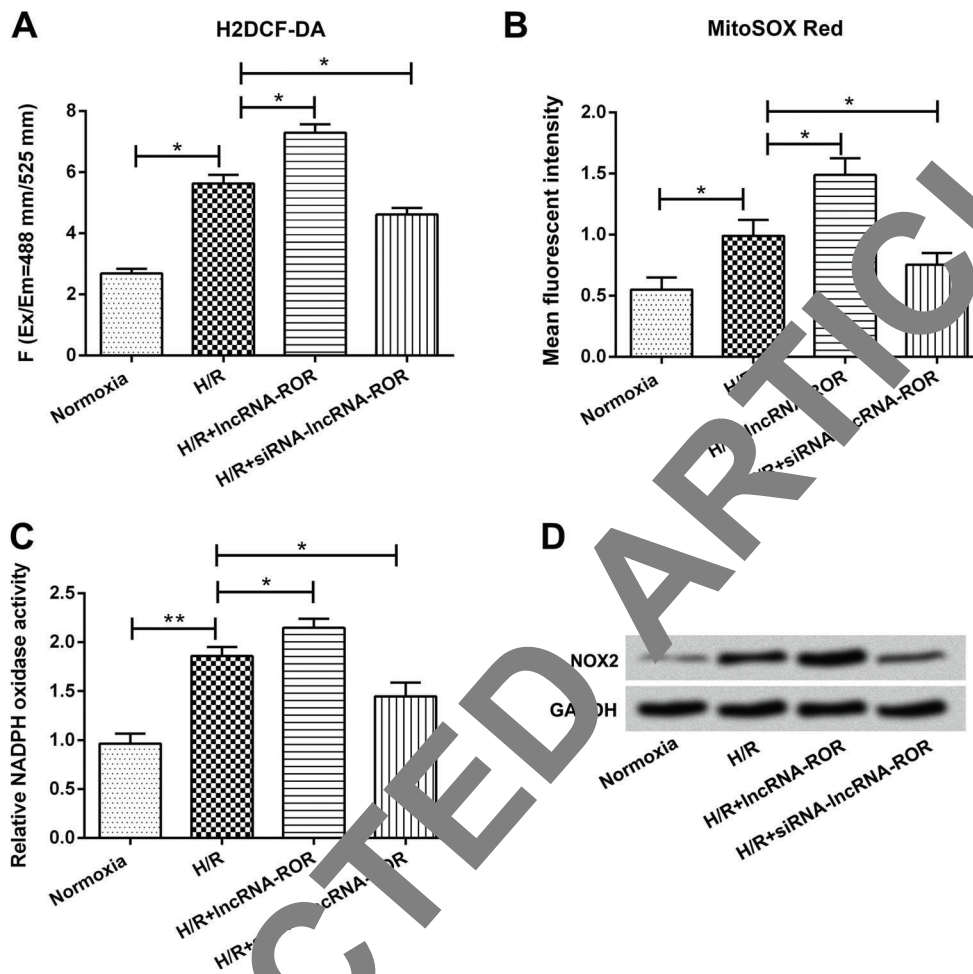 A
H2DCF-DA
F (Ex/Em=488 mm/525 mm)
8
6
4
2
0
*
*
*
Normoxia
H/R
H/R+lncRNA-ROR
H/R+siRNA-lncRNA-ROR
B
MitoSOX Red
Mean fluorescent intensity
2.0
1.5
1.0
0.5
0.0
*
*
*
Normoxia
C
Relative NADPH oxidase activity
2.5
2.0
1.5
1.0
0.5
0.0
*
*
**
Normoxia
H/R
H/R+lncRNA-ROR
D
NOX2
Normoxia
H/R
H/R+lncRNA-ROR
H/R+siRNA-lncRNA-ROR
CTED ARTICL